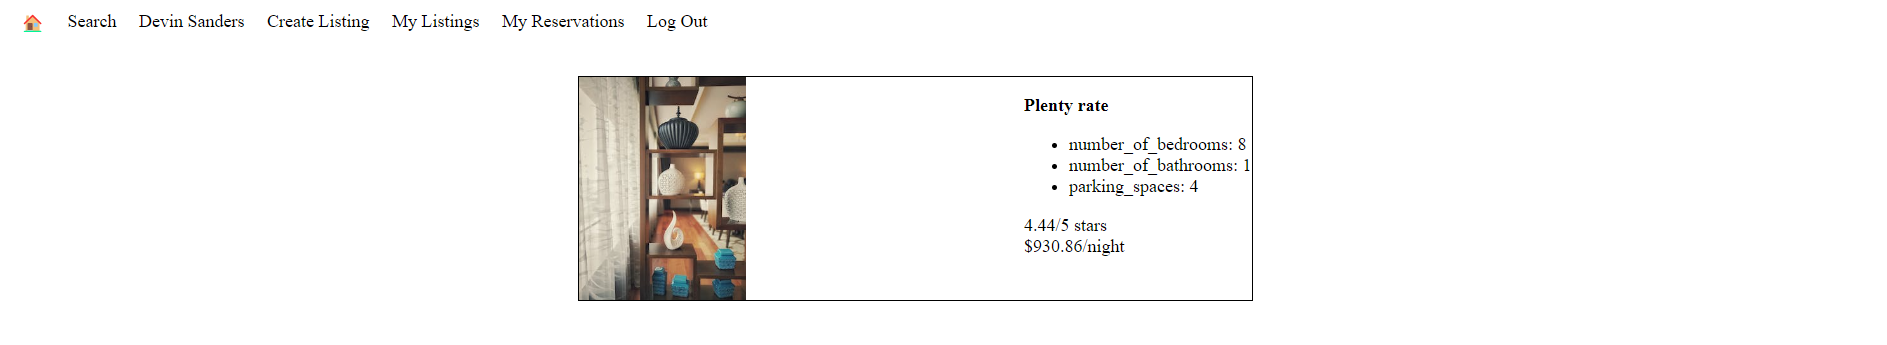 Search Devin Sanders Create Listing My Listings My Reservations Log Out
Plenty rate
number_of_bedrooms: 8
number_of_bathrooms: 1
parking_spaces: 4
4.44/5 stars
$930.86/night